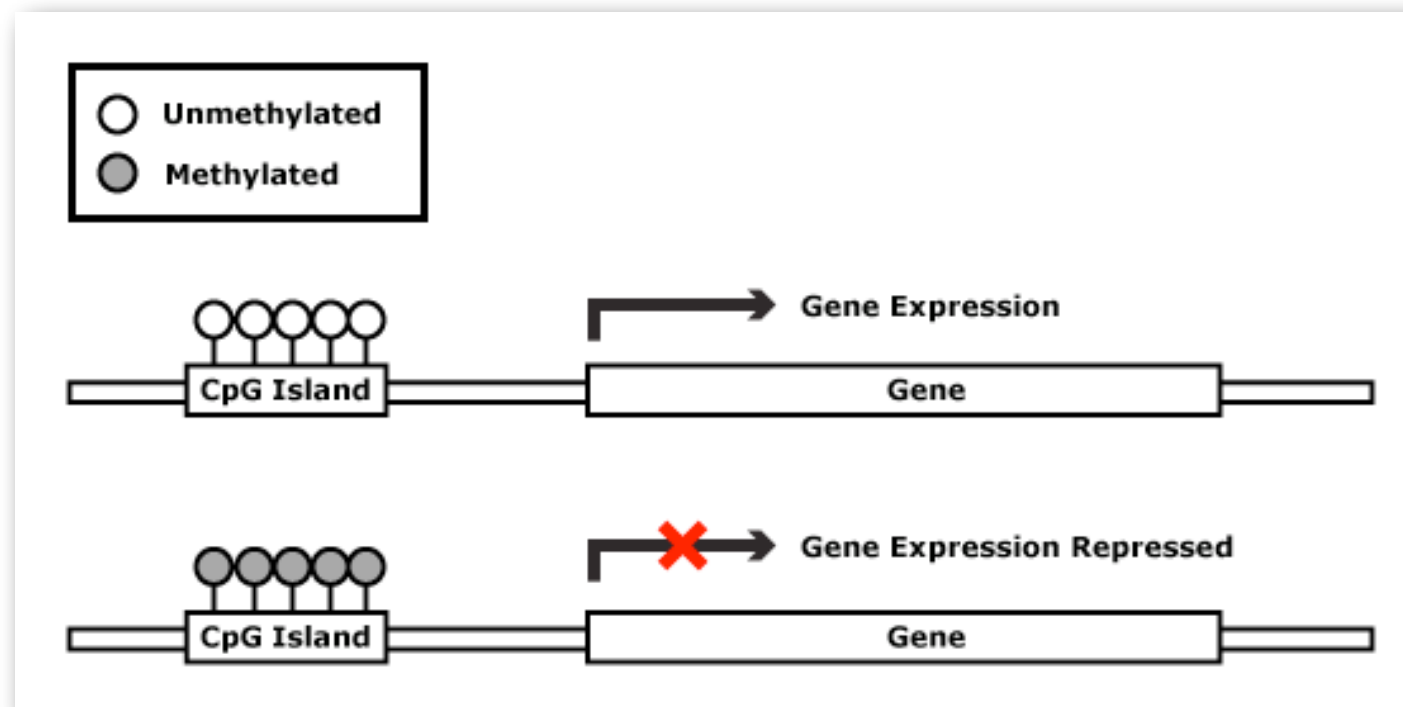 Unmethylated
Methylated
Gene Expression
CpG Island
Gene
Gene Expression Repressed
CpG Island
Gene